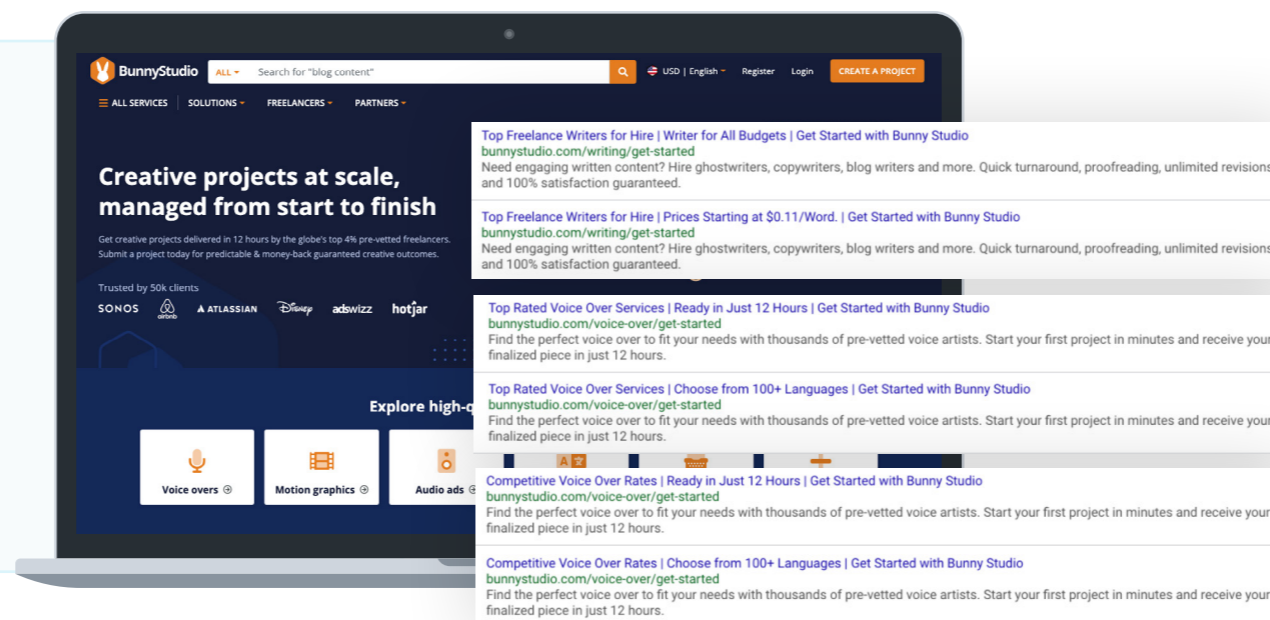 BunnyStudio
ALL
Search for "blog content"
USD | English
Register
Login
CREATE A PROJECT
ALL SERVICES
SOLUTIONS
FREELANCERS
PARTNERS
Creative projects at scale,
managed from start to finish
Get creative projects delivered in 12 hours by the globe's top 4% pre-vetted freelancers.
Submit a project today for predictable & money-back guaranteed creative outcomes.
Trusted by 50k clients
SONOS
airbnb
ATLASSIAN
Disney
adswizz
hotjar
Explore high-q
Voice overs
Motion graphics
Audio ads
Top Freelance Writers for Hire | Writer for All Budgets | Get Started with Bunny Studio
bunnystudio.com/writing/get-started
Need engaging written content? Hire ghostwriters, copywriters, blog writers and more. Quick turnaround, proofreading, unlimited revisions
and 100% satisfaction guaranteed.
Top Freelance Writers for Hire | Prices Starting at $0.11/Word. | Get Started with Bunny Studio
bunnystudio.com/writing/get-started
Need engaging written content? Hire ghostwriters, copywriters, blog writers and more. Quick turnaround, proofreading, unlimited revisions
and 100% satisfaction guaranteed.
Top Rated Voice Over Services | Ready in Just 12 Hours | Get Started with Bunny Studio
bunnystudio.com/voice-over/get-started
Find the perfect voice over to fit your needs with thousands of pre-vetted voice artists. Start your first project in minutes and receive your
finalized piece in just 12 hours.
Top Rated Voice Over Services | Choose from 100+ Languages | Get Started with Bunny Studio
bunnystudio.com/voice-over/get-started
Find the perfect voice over to fit your needs with thousands of pre-vetted voice artists. Start your first project in minutes and receive your
finalized piece in just 12 hours.
Competitive Voice Over Rates | Ready in Just 12 Hours | Get Started with Bunny Studio
bunnystudio.com/voice-over/get-started
Find the perfect voice over to fit your needs with thousands of pre-vetted voice artists. Start your first project in minutes and receive your
finalized piece in just 12 hours.
Competitive Voice Over Rates | Choose from 100+ Languages | Get Started with Bunny Studio
bunnystudio.com/voice-over/get-started
Find the perfect voice over to fit your needs with thousands of pre-vetted voice artists. Start your first project in minutes and receive your
finalized piece in just 12 hours.